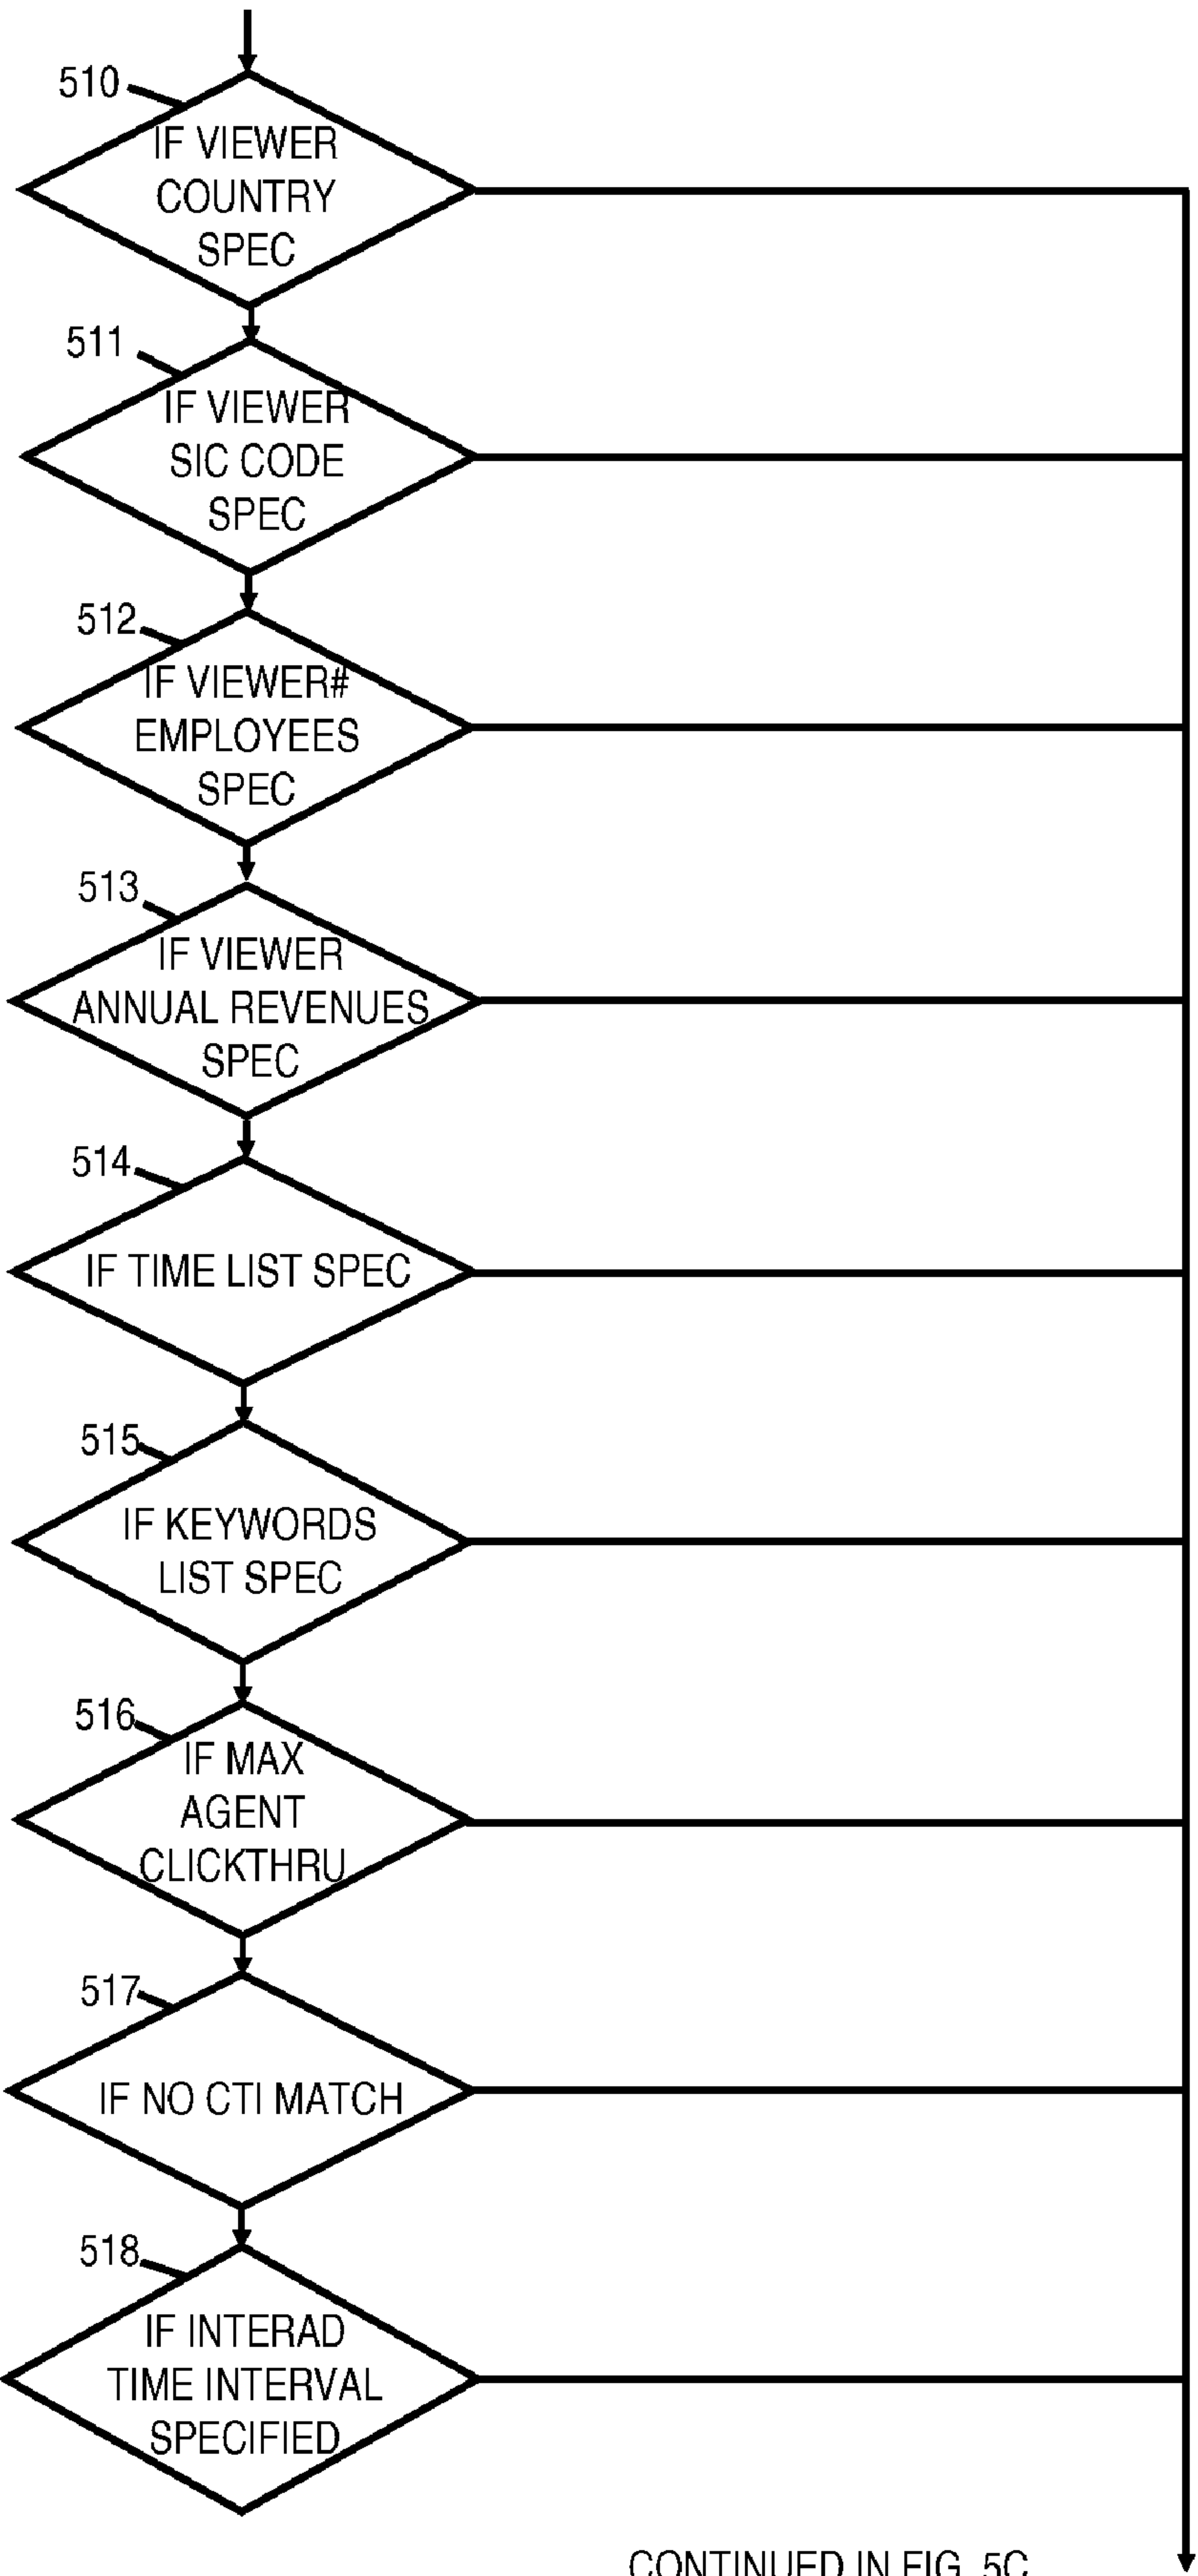 510
IF VIEWER
COUNTRY
SPEC
511
IF VIEWER
SIC CODE
SPEC
512
IF VIEWER#
EMPLOYEES
SPEC
513
IF VIEWER
ANNUAL REVENUES
SPEC
514
IF TIME LIST SPEC
515
IF KEYWORDS
LIST SPEC
516
IF MAX
AGENT
CLICKTHRU
517
IF NO CTI MATCH
518
IF INTERAD
TIME INTERVAL
SPECIFIED
CONTINUED IN FIG. 5C